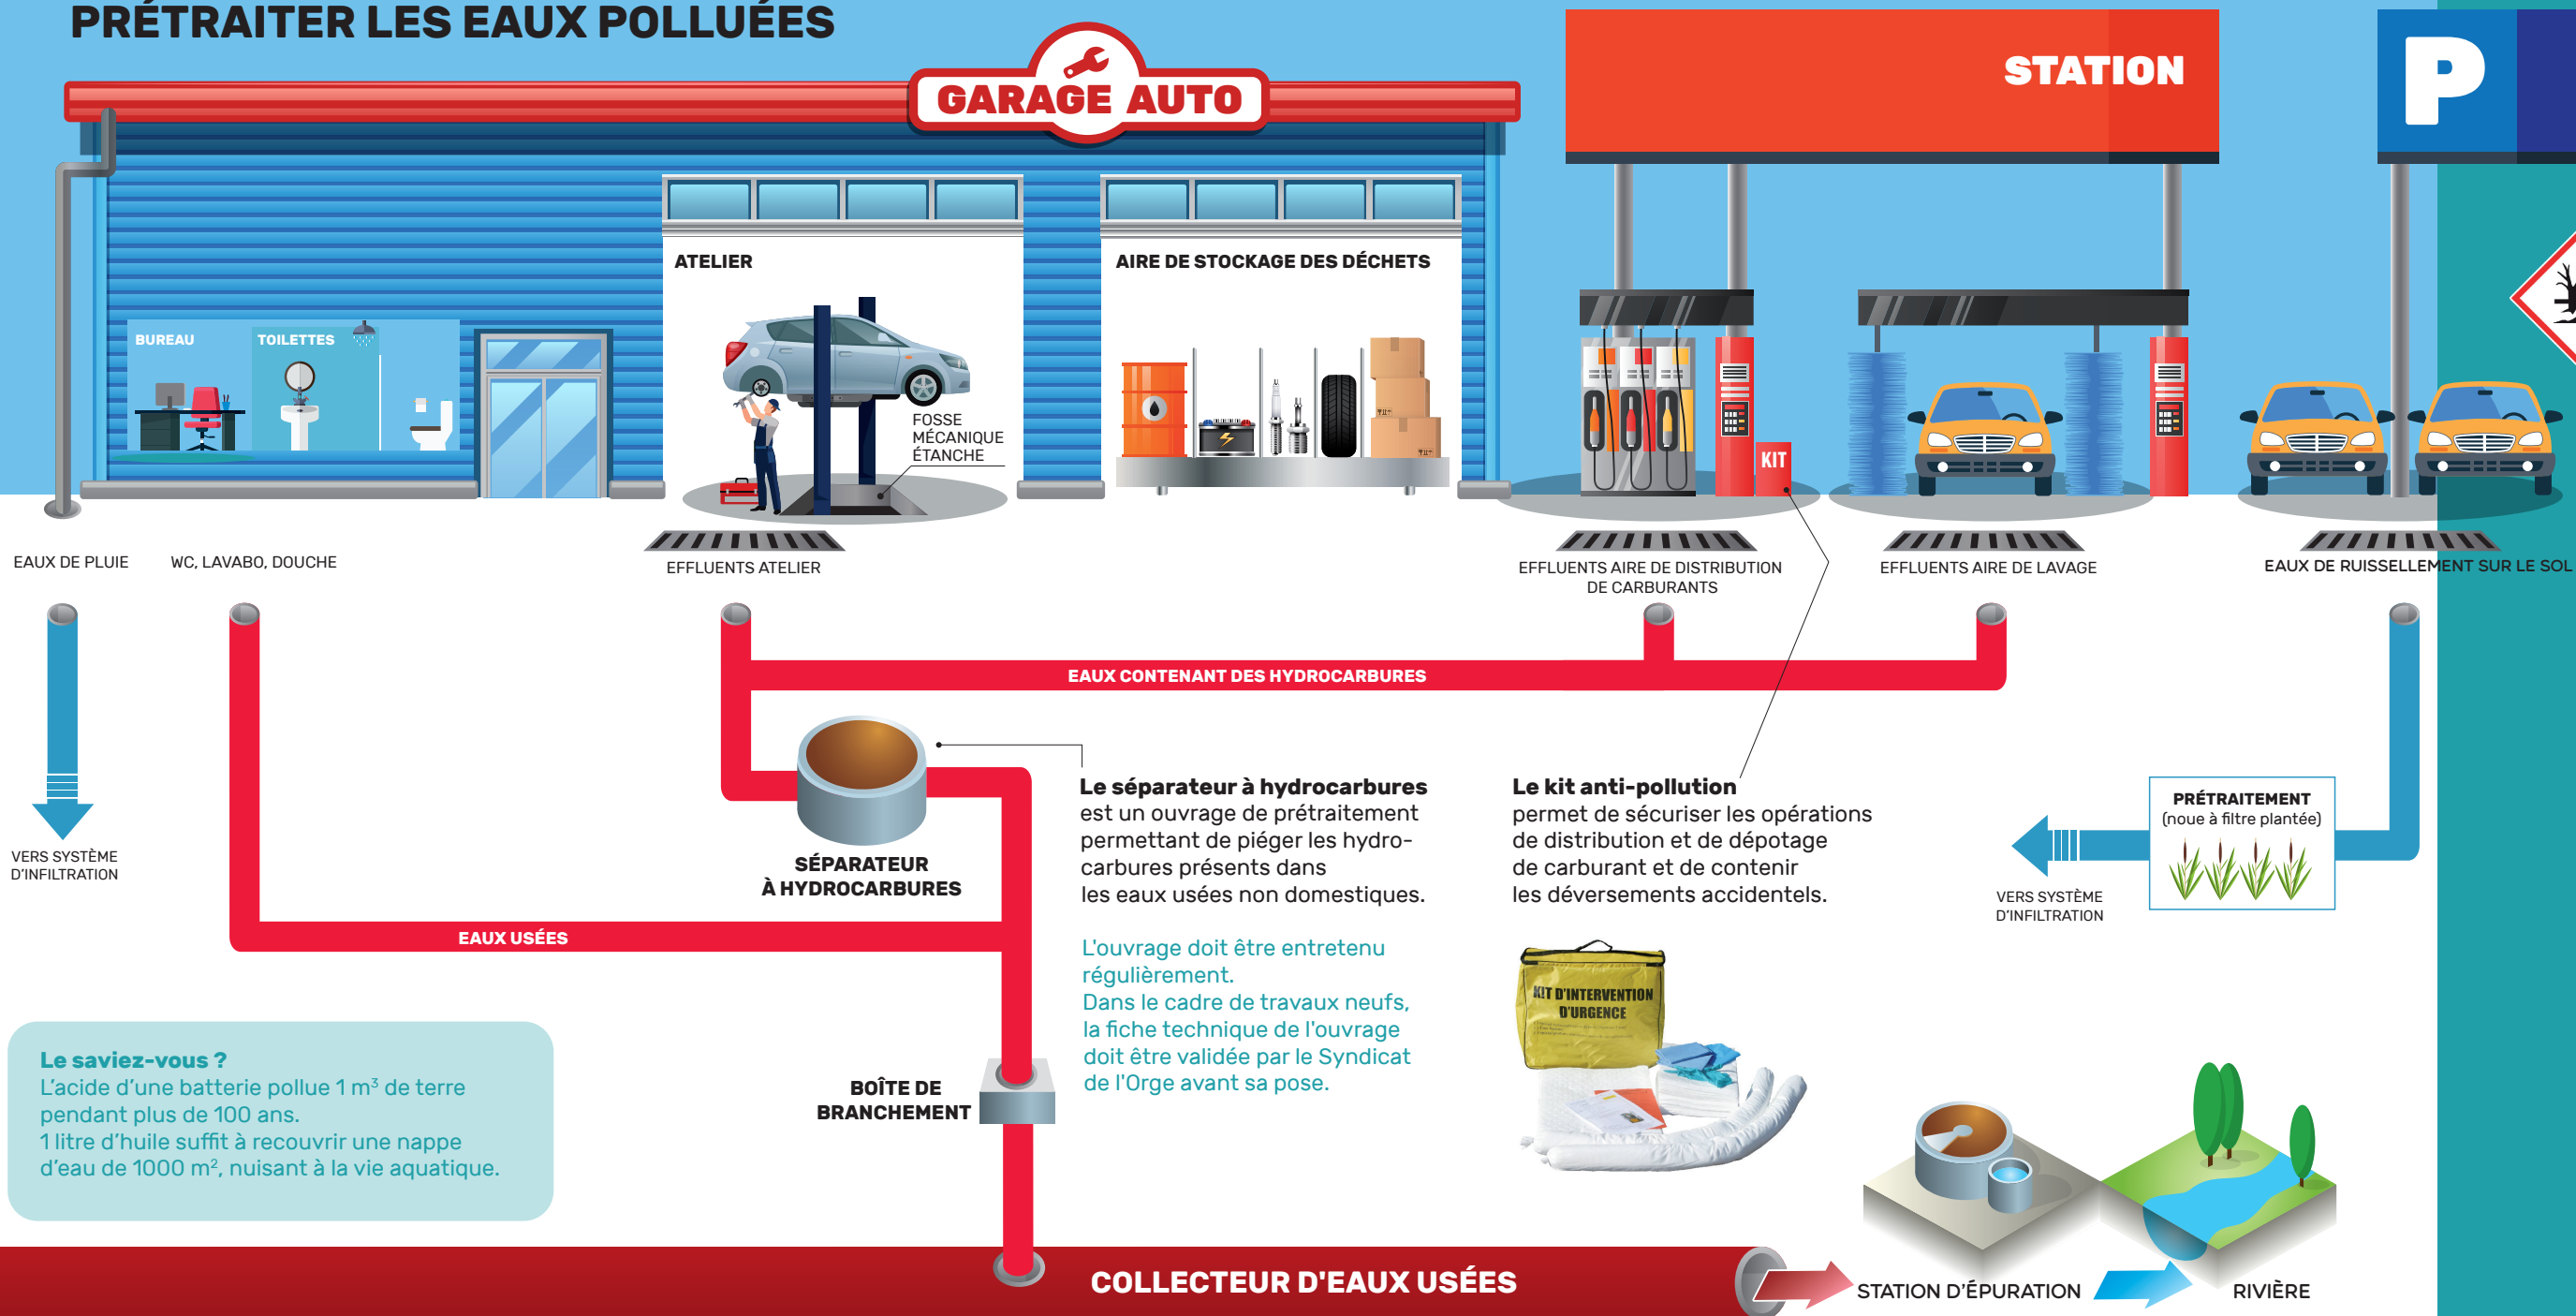 PRÉTRAITER LES EAUX POLLUÉES
GARAGE AUTO
STATION
P
ATELIER
AIRE DE STOCKAGE DES DÉCHETS
BUREAU
TOILETTES
FOSSE
MÉCANIQUE
ÉTANCHE
KIT
EAUX DE PLUIE
WC, LAVABO, DOUCHE
EFFLUENTS ATELIER
EFFLUENTS AIRE DE DISTRIBUTION
DE CARBURANTS
EFFLUENTS AIRE DE LAVAGE
EAUX DE RUISSELLEMENT SUR LE SOL
EAUX CONTENANT DES HYDROCARBURES
VERS SYSTÈME
D'INFILTRATION
SÉPARATEUR
À HYDROCARBURES
Le séparateur à hydrocarbures
est un ouvrage de prétraitement
permettant de piéger les hydro-
carbures présents dans
les eaux usées non domestiques.
L'ouvrage doit être entretenu
régulièrement.
Dans le cadre de travaux neufs,
la fiche technique de l'ouvrage
doit être validée par le Syndicat
de l'Orge avant sa pose.
Le kit anti-pollution
permet de sécuriser les opérations
de distribution et de dépotage
de carburant et de contenir
les déversements accidentels.
KIT D'INTERVENTION
D'URGENCE
PRÉTRAITEMENT
(noue à filtre plantée)
VERS SYSTÈME
D'INFILTRATION
EAUX USÉES
Le saviez-vous ?
L'acide d'une batterie pollue 1 m³ de terre
pendant plus de 100 ans.
1 litre d'huile suffit à recouvrir une nappe
d'eau de 1000 m², nuisant à la vie aquatique.
BOÎTE DE
BRANCHEMENT
COLLECTEUR D'EAUX USÉES
STATION D'ÉPURATION
RIVIÈRE